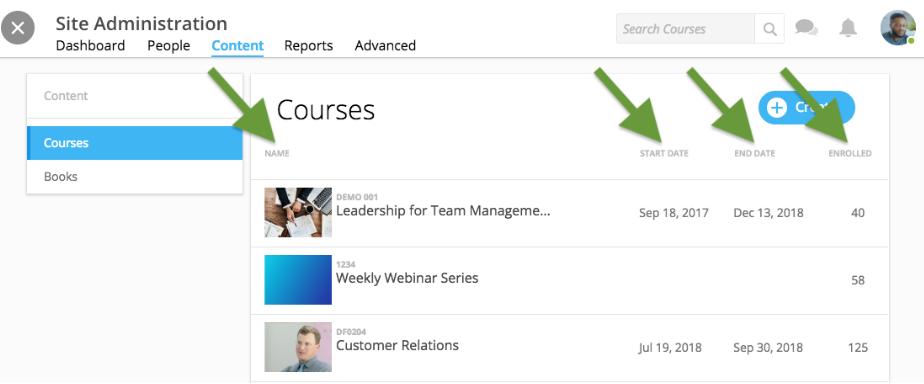 Site Administration
Dashboard People Content Reports Advanced
Search Courses
Content
Courses
Books
Courses
NAME START DATE END DATE ENROLLED
DEMO 001
Leadership for Team Manageme... Sep 18, 2017 Dec 13, 2018 40
1234
Weekly Webinar Series 58
DF0204
Customer Relations Jul 19, 2018 Sep 30, 2018 125